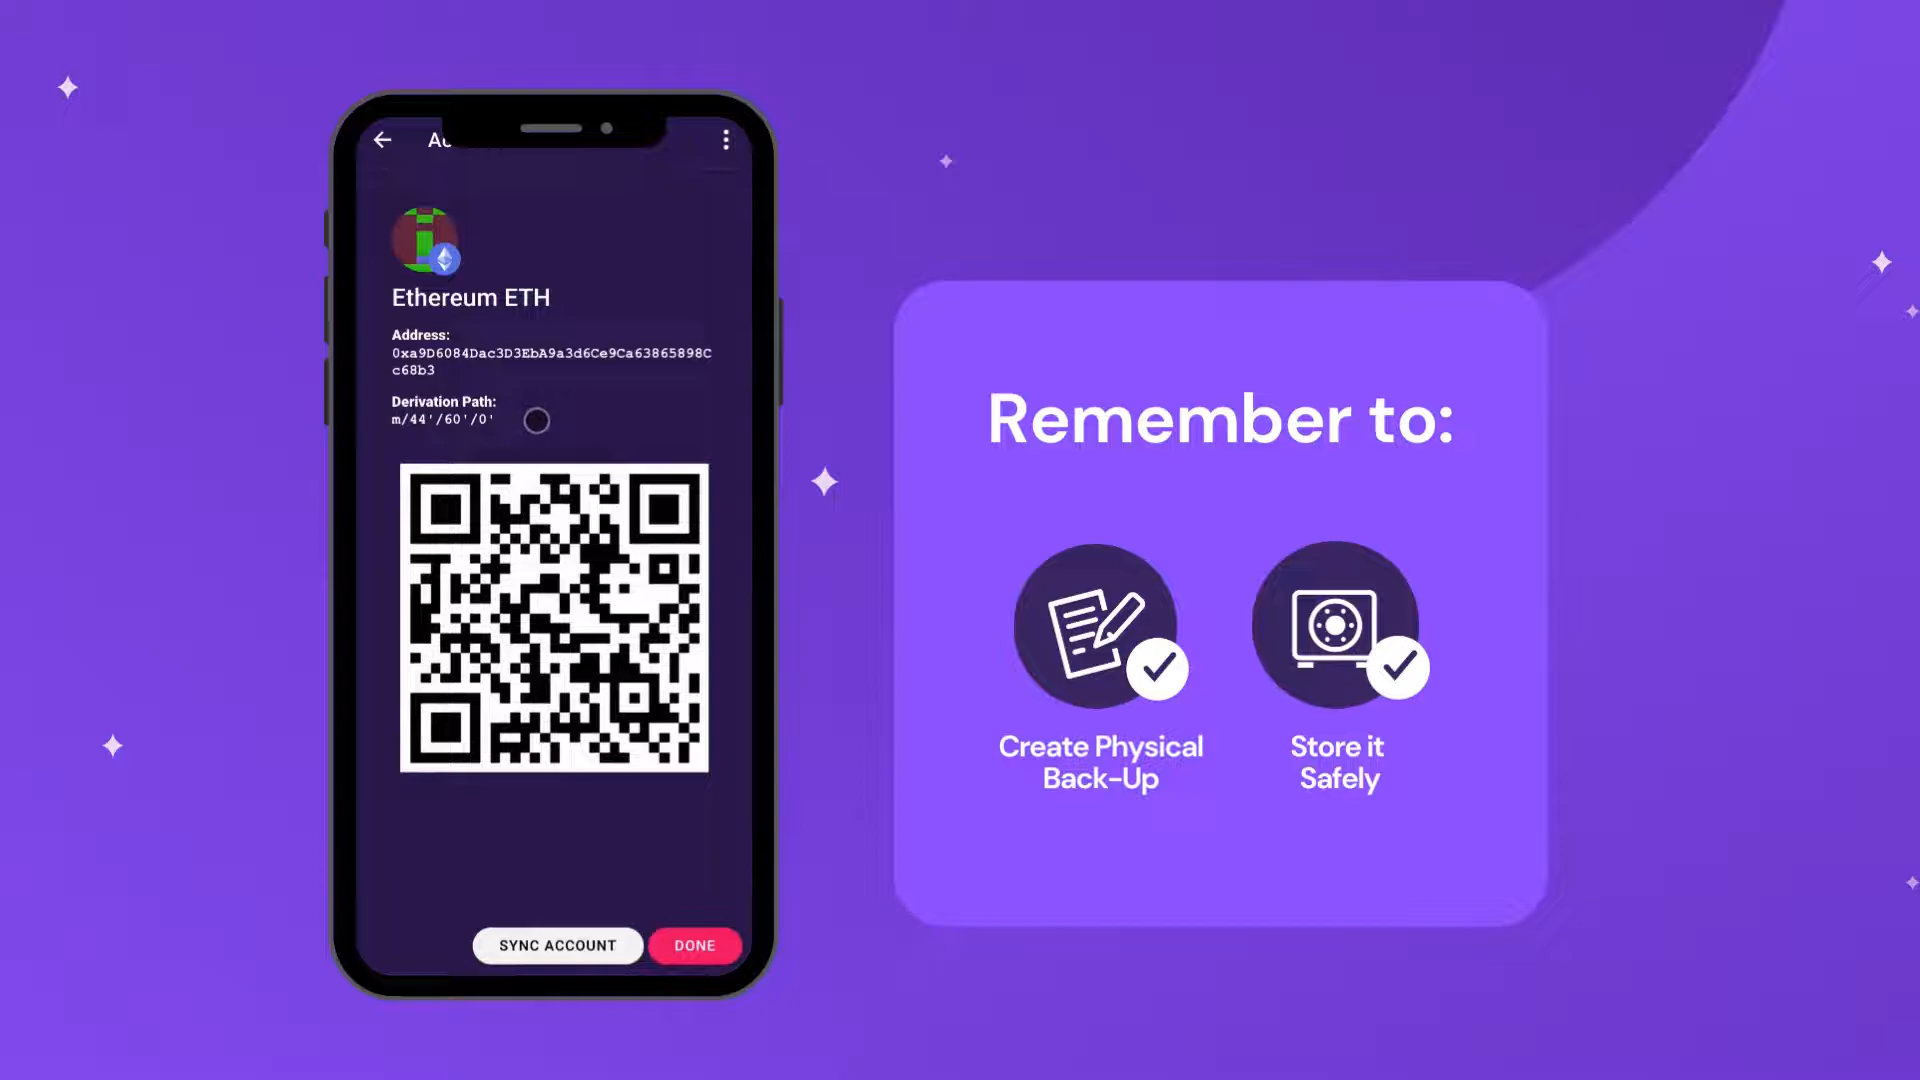 Ethereum ETH
Address:
0xa9D6084Dac3D3EbA9a3d6Ce9Ca63865898C
c68b3
Derivation Path:
m/44'/60'/0'
SYNC ACCOUNT
DONE
Remember to:
Create Physical
Back-Up
Store it
Safely